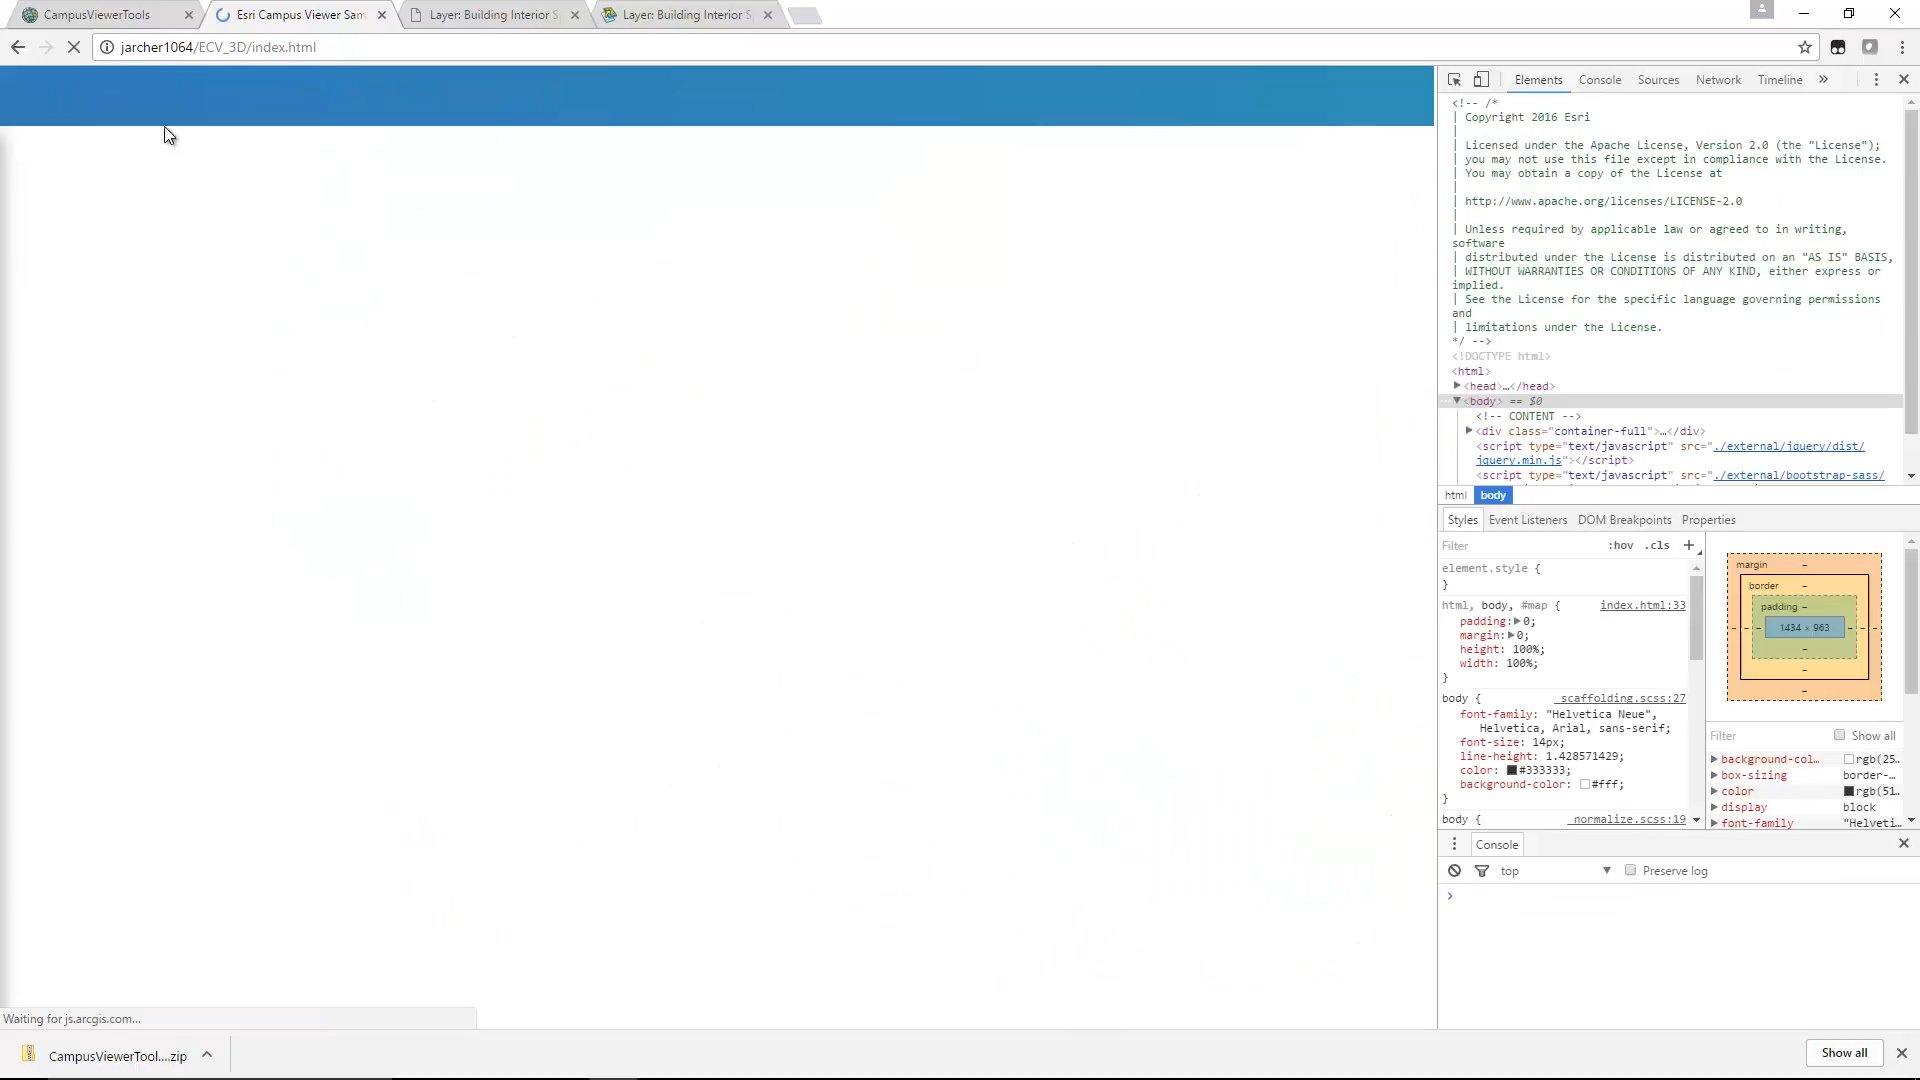 CampusViewerTools
Esri Campus Viewer Sam
Layer: Building Interior S
Layer: Building Interior S
jarcher1064/ECV_3D/index.html
Elements Console Sources Network Timeline »
<!-- /*
| Copyright 2016 Esri
|
| Licensed under the Apache License, Version 2.0 (the "License");
| you may not use this file except in compliance with the License.
| You may obtain a copy of the License at
|
| http://www.apache.org/licenses/LICENSE-2.0
|
| Unless required by applicable law or agreed to in writing,
software
| distributed under the License is distributed on an "AS IS" BASIS,
| WITHOUT WARRANTIES OR CONDITIONS OF ANY KIND, either express or
implied.
| See the License for the specific language governing permissions
and
| limitations under the License.
*/ -->
<!DOCTYPE html>
<html>
<head>…</head>
<body> == $0
<!-- CONTENT -->
<div class="container-full">…</div>
<script type="text/javascript" src="./external/jquery/dist/
jquery.min.js"></script>
<script type="text/javascript" src="./external/bootstrap-sass/
html body
Styles Event Listeners DOM Breakpoints Properties
Filter :hov .cls +
element.style {
}
html, body, #map { index.html:33
padding: 0;
margin: 0;
height: 100%;
width: 100%;
}
body { _scaffolding.scss:27
font-family: "Helvetica Neue",
Helvetica, Arial, sans-serif;
font-size: 14px;
line-height: 1.428571429;
color: #333333;
background-color: #fff;
}
body { _normalize.scss:19
margin –
border –
padding –
– – – 1434 × 963 – – –
–
–
–
Filter Show all
background-col… rgb(25…
box-sizing border-…
color rgb(51…
display block
font-family "Helveti…
Console
top Preserve log
Waiting for js.arcgis.com...
CampusViewerTool....zip
Show all